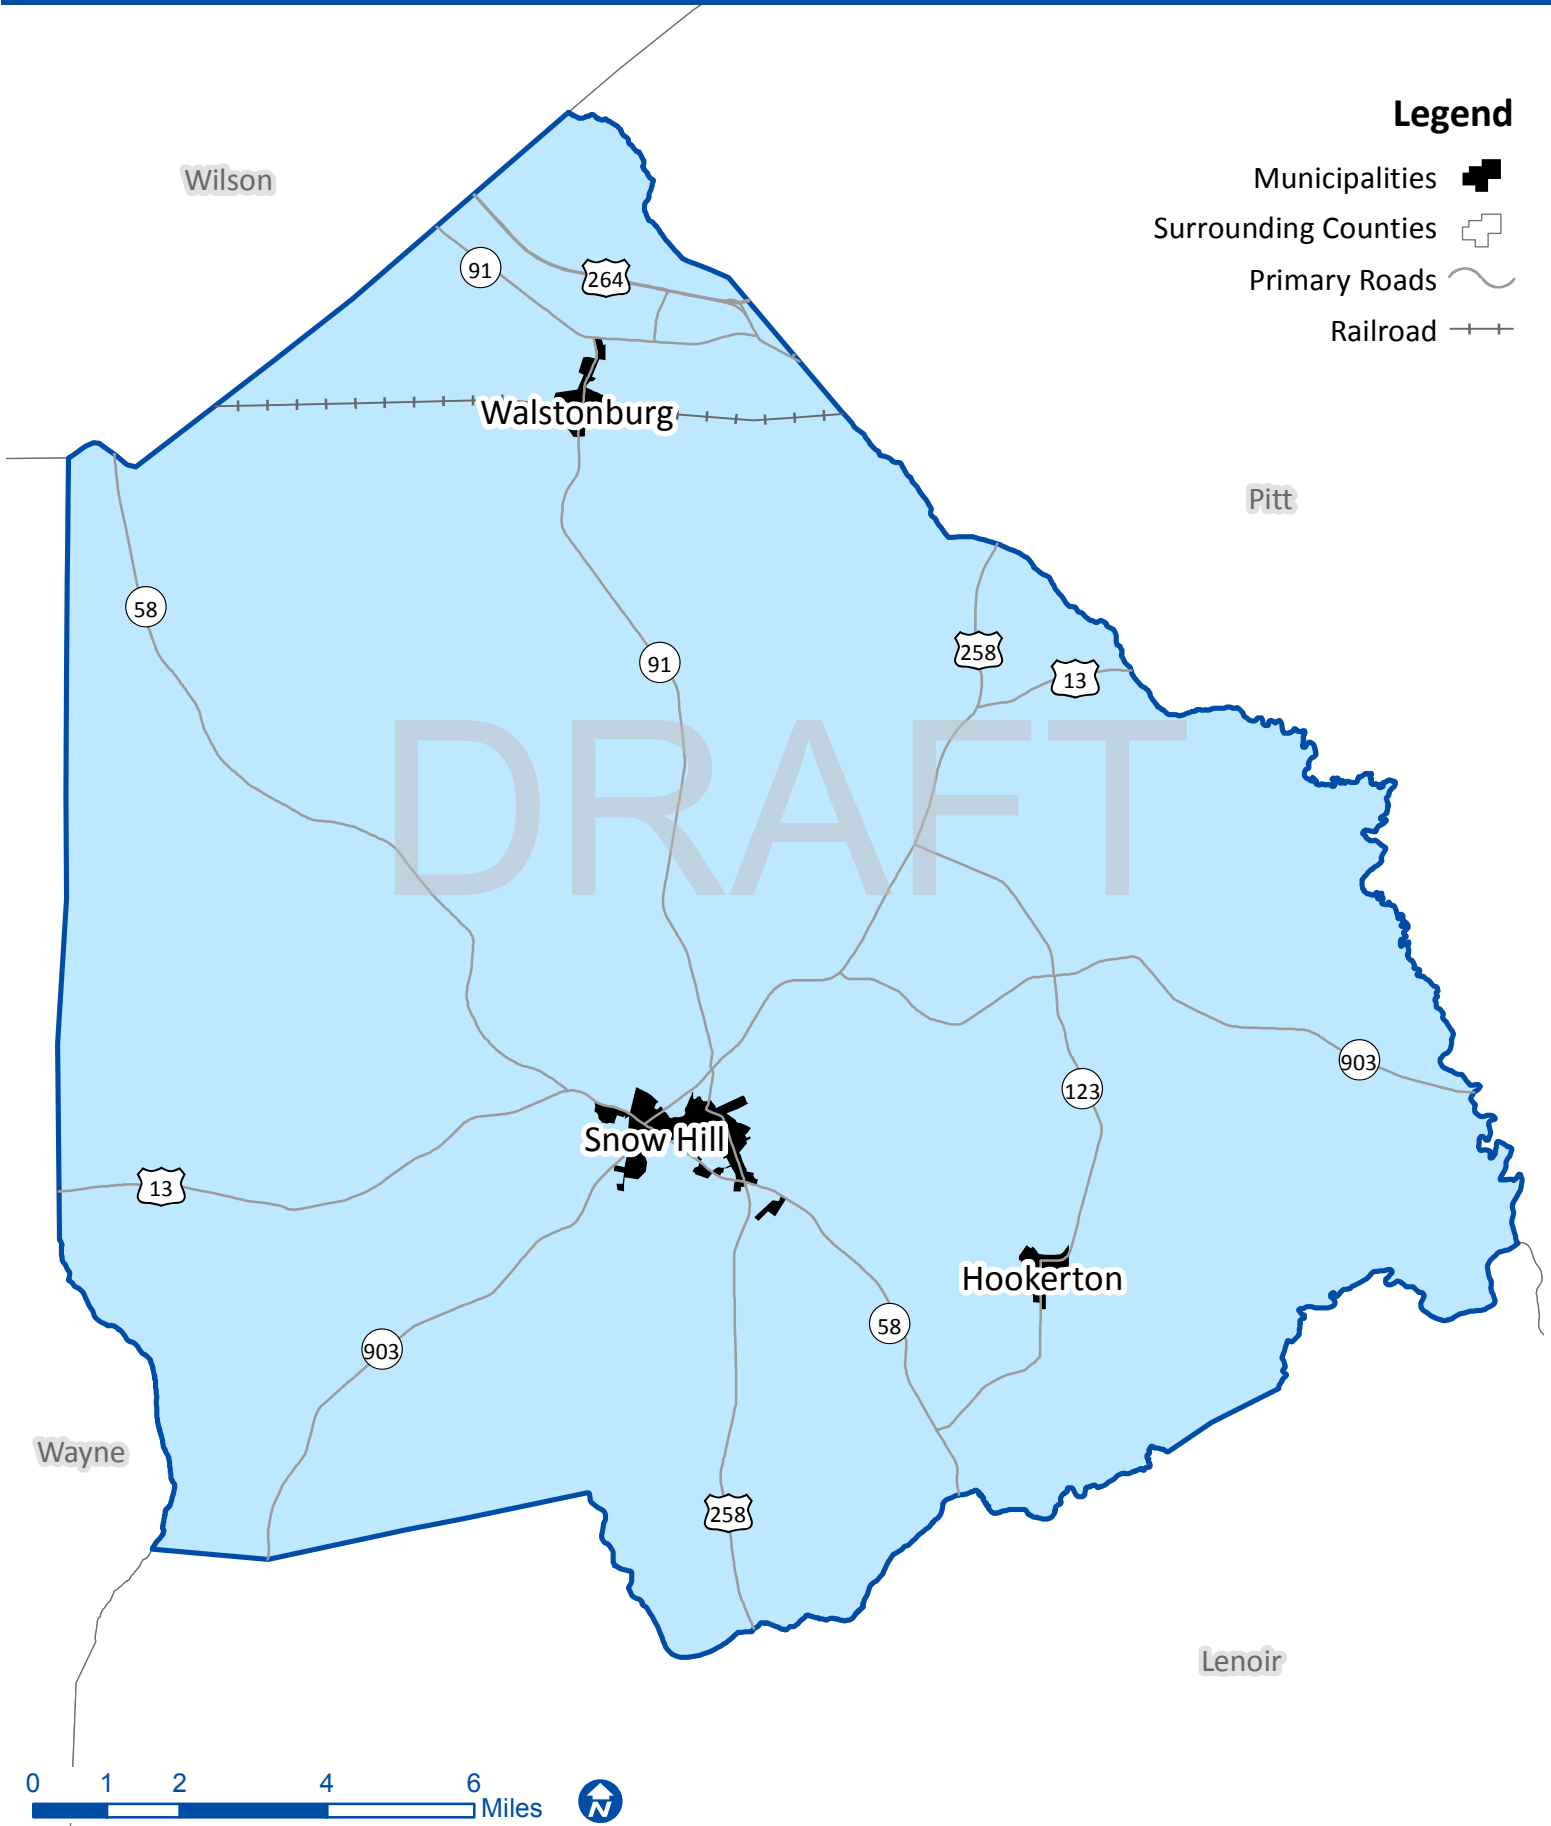 Legend
Wilson
Municipalities
Surrounding Counties
91
264
Primary Roads
Railroad
Walstonburg
Pitt
58
258
91
13
DRAFT
903
123
Snow Hill
13
Hookerton
58
903
Wayne
258
Lenoir
0 1 2 4 6
Miles
N